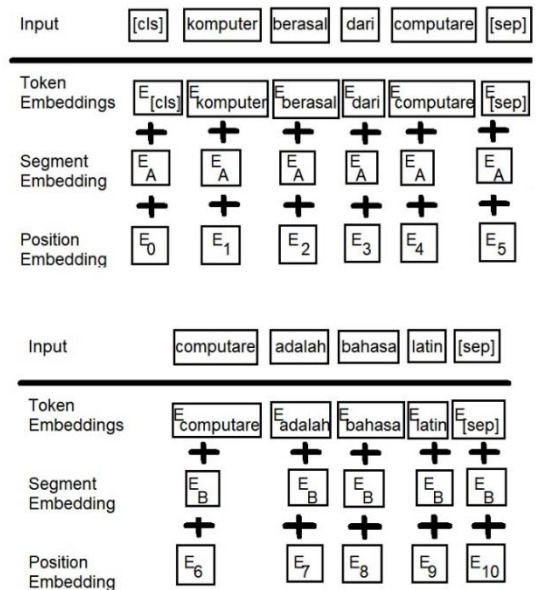 Input [cls] komputer berasal dari computare [sep]
Token Embeddings E[cls] Ekomputer Eberasal Edari Ecomputare E[sep]
+ + + + + +
Segment Embedding EA EA EA EA EA EA
+ + + + + +
Position Embedding E0 E1 E2 E3 E4 E5
Input computare adalah bahasa latin [sep]
Token Embeddings Ecomputare Eadalah Ebahasa Elatin E[sep]
+ + + + +
Segment Embedding EB EB EB EB EB
+ + + + +
Position Embedding E6 E7 E8 E9 E10